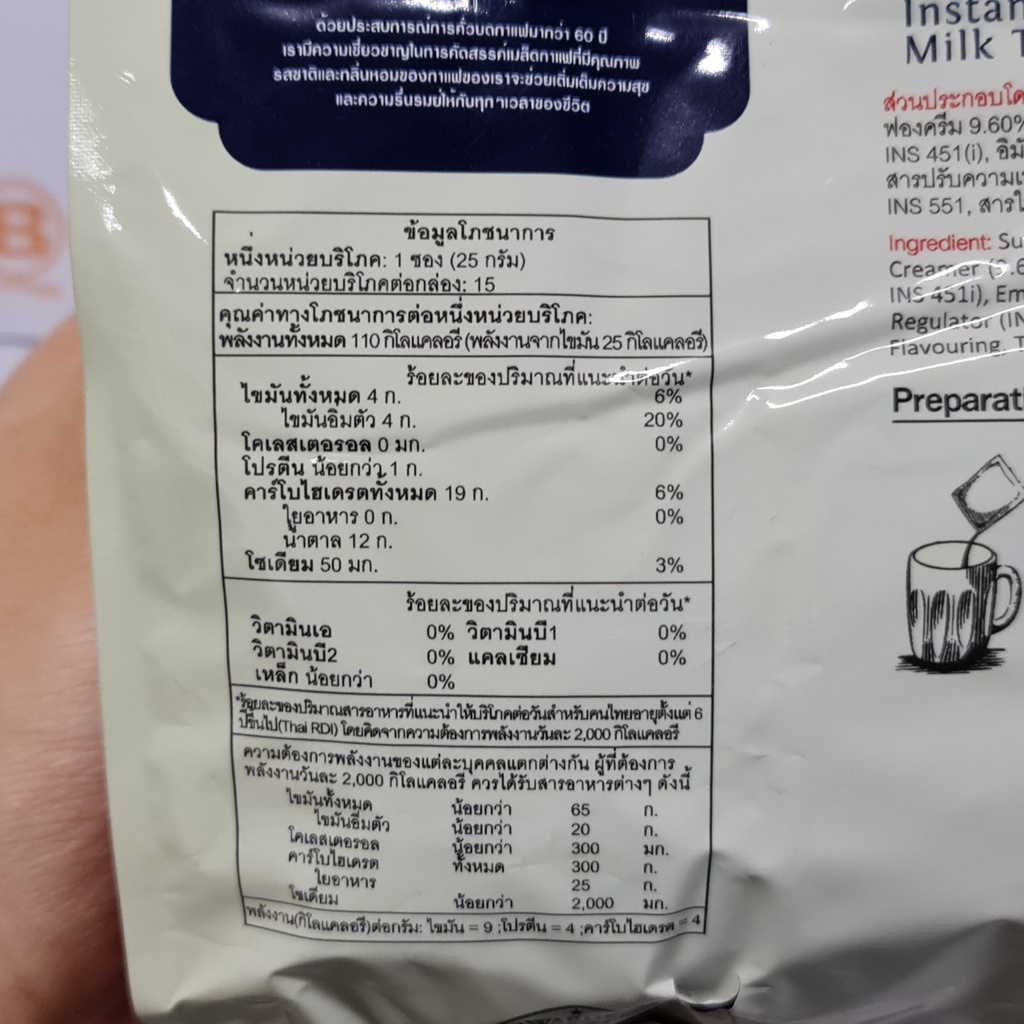 ด้วยประสบการณ์การคั่วบดกาแฟมากว่า 60 ปี
เรามีความเชี่ยวชาญในการคัดสรรค์เมล็ดกาแฟที่มีคุณภาพ
รสชาติและกลิ่นหอมของกาแฟของเราจะช่วยเติมเต็มความสุข
และความรื่นรมย์ให้กับทุก ๆเวลาของชีวิต
ข้อมูลโภชนาการ
หนึ่งหน่วยบริโภค: 1 ซอง (25 กรัม)
จำนวนหน่วยบริโภคต่อกล่อง: 15
คุณค่าทางโภชนาการต่อหนึ่งหน่วยบริโภค:
พลังงานทั้งหมด 110 กิโลแคลอรี (พลังงานจากไขมัน 25 กิโลแคลอรี)
ร้อยละของปริมาณที่แนะนำต่อวัน*
ไขมันทั้งหมด 4 ก. 6%
ไขมันอิ่มตัว 4 ก. 20%
โคเลสเตอรอล 0 มก. 0%
โปรตีน น้อยกว่า 1 ก.
คาร์โบไฮเดรตทั้งหมด 19 ก. 6%
ใยอาหาร 0 ก. 0%
น้ำตาล 12 ก.
โซเดียม 50 มก. 3%
ร้อยละของปริมาณที่แนะนำต่อวัน*
วิตามินเอ 0% วิตามินบี1 0%
วิตามินบี2 0% แคลเซียม 0%
เหล็ก น้อยกว่า 0%
*ร้อยละของปริมาณสารอาหารที่แนะนำให้บริโภคต่อวันสำหรับคนไทยอายุตั้งแต่ 6
ปีขึ้นไป(Thai RDI) โดยคิดจากความต้องการพลังงานวันละ 2,000 กิโลแคลอรี
ความต้องการพลังงานของแต่ละบุคคลแตกต่างกัน ผู้ที่ต้องการ
พลังงานวันละ 2,000 กิโลแคลอรี ควรได้รับสารอาหารต่างๆ ดังนี้
ไขมันทั้งหมด น้อยกว่า 65 ก.
ไขมันอิ่มตัว น้อยกว่า 20 ก.
โคเลสเตอรอล น้อยกว่า 300 มก.
คาร์โบไฮเดรต ทั้งหมด 300 ก.
ใยอาหาร 25 ก.
โซเดียม น้อยกว่า 2,000 มก.
พลังงาน(กิโลแคลอรี)ต่อกรัม: ไขมัน = 9 ;โปรตีน = 4 ;คาร์โบไฮเดรต = 4
Instan
Milk T
ส่วนประกอบโด
ฟองครีม 9.60%
INS 451(i), อิมั
สารปรับความเ
INS 551, สารใ
Ingredient: Su
Creamer
INS 451i), Em
Regulator (IN
Flavouring. T
Preparati
B